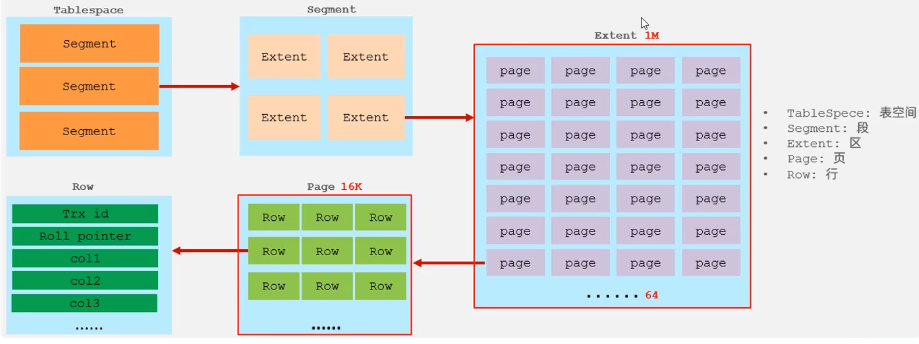 Tablespace
Segment
Segment
Segment
Segment
Extent Extent
Extent Extent
Extent 1M
page page page page
page page page page
page page page page
page page page page
page page page page
page page page page
page page page page
······ 64
Page 16K
Row Row Row
Row Row Row
Row Row Row
······
Row
Trx id
Roll pointer
col1
col2
col3
······
• TableSpece: 表空间
• Segment: 段
• Extent: 区
• Page: 页
• Row: 行